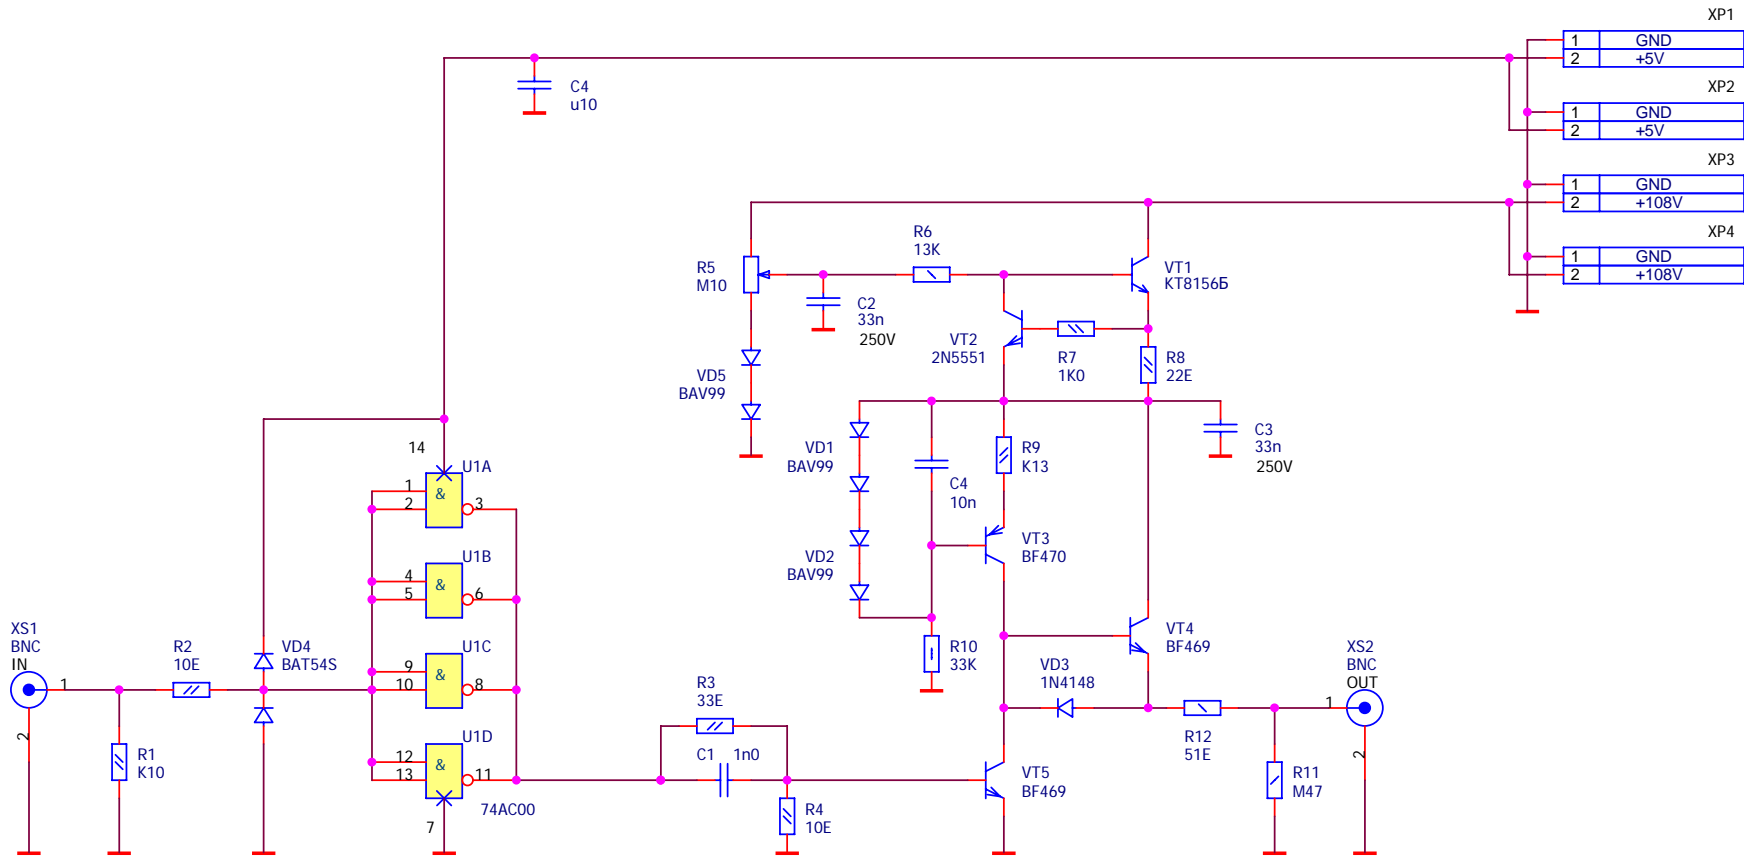 XP1
1 GND
2 +5V
C4
u10
XP2
1 GND
2 +5V
XP3
1 GND
2 +108V
XP4
1 GND
2 +108V
R6
13K
R5
M10
VT1
KT8156Б
C2
33n
250V
VT2
2N5551
R7
1K0
R8
22E
VD5
BAV99
VD1
BAV99
R9
K13
C3
33n
250V
C4
10n
VT3
BF470
VD2
BAV99
14
U1A
1
&
2
3
U1B
4
&
5
6
U1C
9
10
&
8
U1D
12
13
&
11
74AC00
7
XS1
BNC
IN
1
2
R2
10E
VD4
BAT54S
R1
K10
R10
33K
VT4
BF469
VD3
1N4148
XS2
BNC
OUT
1
2
R3
33E
C1 1n0
R12
51E
VT5
BF469
R11
M47
R4
10E